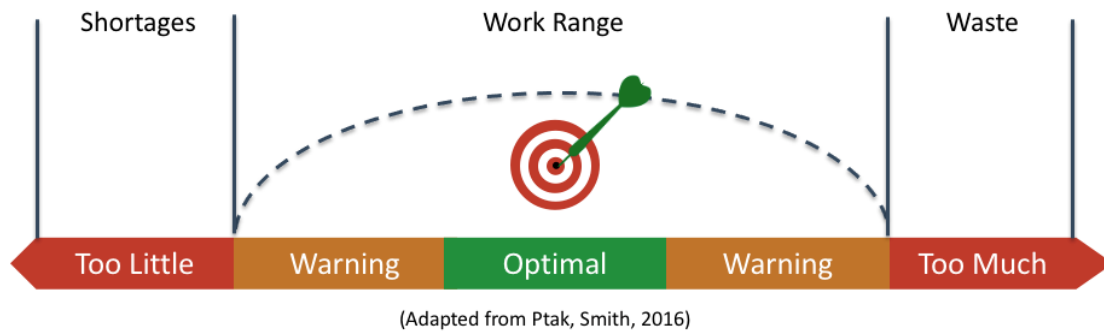 Shortages Work Range Waste
Too Little Warning Optimal Warning Too Much
(Adapted from Ptak, Smith, 2016)